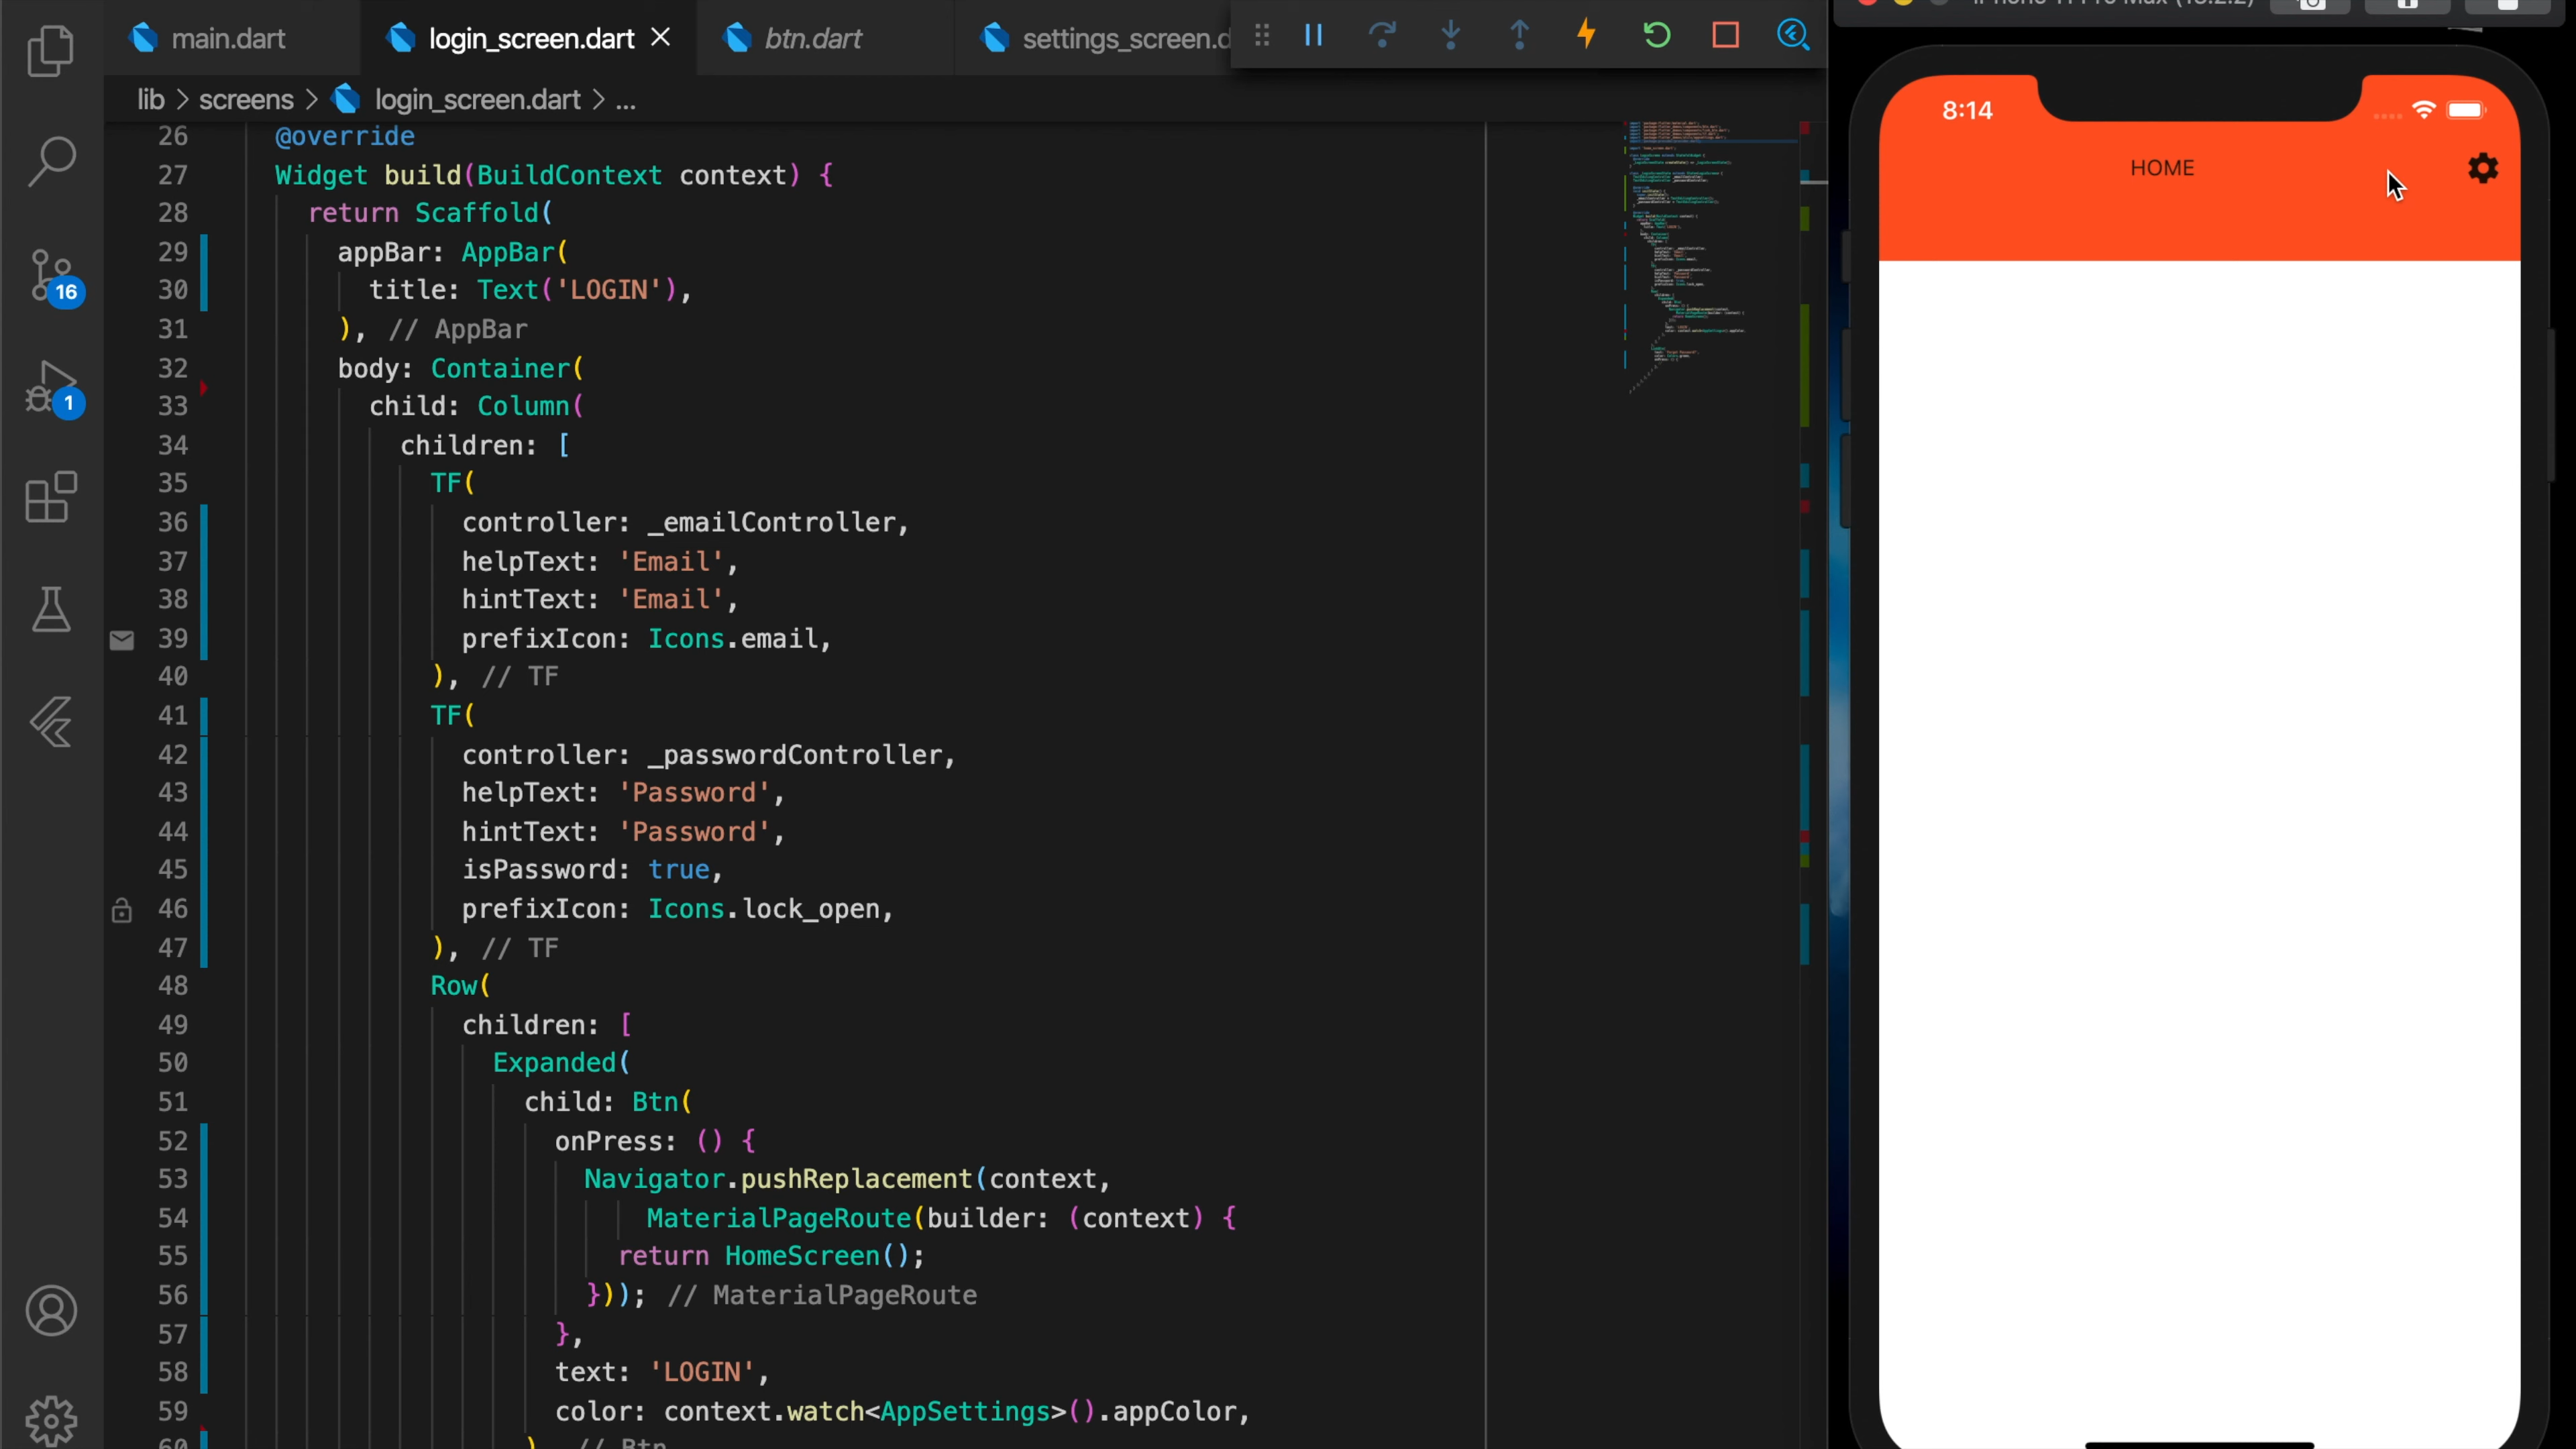 main.dart
login_screen.dart
btn.dart
settings_screen.d
lib > screens > login_screen.dart > ...
26 @override
27 Widget build(BuildContext context) {
28 return Scaffold(
29 appBar: AppBar(
30 title: Text('LOGIN'),
31 ), // AppBar
32 body: Container(
33 child: Column(
34 children: [
35 TF(
36 controller: _emailController,
37 helpText: 'Email',
38 hintText: 'Email',
39 prefixIcon: Icons.email,
40 ), // TF
41 TF(
42 controller: _passwordController,
43 helpText: 'Password',
44 hintText: 'Password',
45 isPassword: true,
46 prefixIcon: Icons.lock_open,
47 ), // TF
48 Row(
49 children: [
50 Expanded(
51 child: Btn(
52 onPress: () {
53 Navigator.pushReplacement(context,
54 MaterialPageRoute(builder: (context) {
55 return HomeScreen();
56 })); // MaterialPageRoute
57 },
58 text: 'LOGIN',
59 color: context.watch<AppSettings>().appColor,
60 ), // Btn
16
1
8:14
HOME